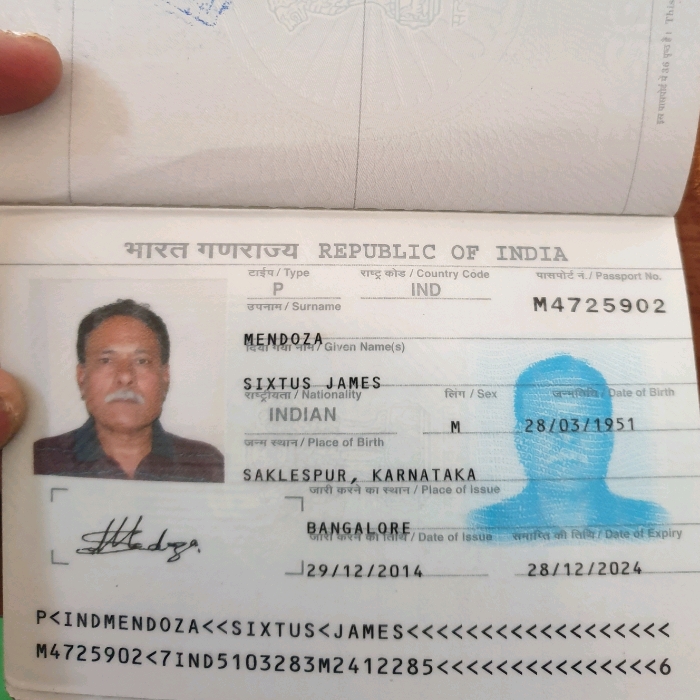 भारत गणराज्य REPUBLIC OF INDIA
टाईप / Type राष्ट्र कोड / Country Code पासपोर्ट नं. / Passport No.
P IND M4725902
उपनाम / Surname
MENDOZA
दिया गया नाम / Given Name(s)
SIXTUS JAMES
राष्ट्रीयता / Nationality लिंग / Sex जन्मतिथि / Date of Birth
INDIAN M 28/03/1951
जन्म स्थान / Place of Birth
SAKLESPUR, KARNATAKA
जारी करने का स्थान / Place of Issue
BANGALORE
जारी करने की तिथि / Date of Issue समाप्ति की तिथि / Date of Expiry
29/12/2014 28/12/2024
P<INDMENDOZA<<SIXTUS<JAMES<<<<<<<<<<<<<<<<<<
M4725902<7IND5103283M2412285<<<<<<<<<<<<<<<6